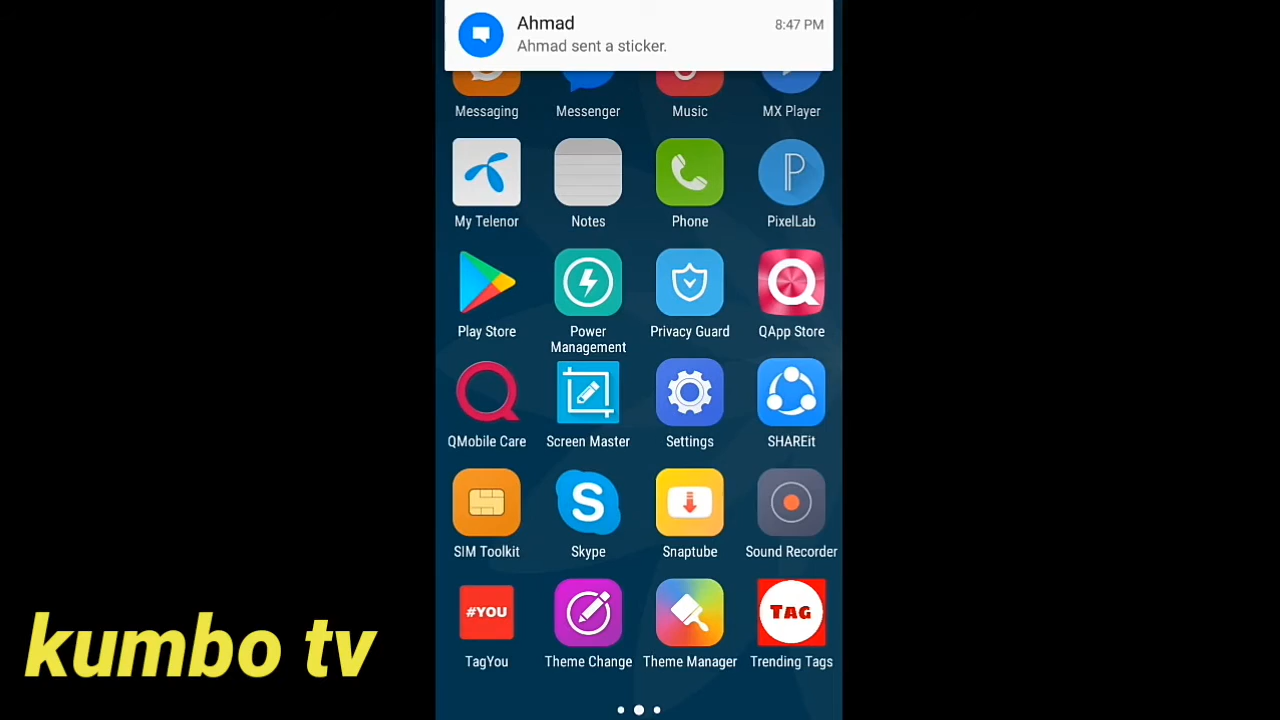 Ahmad 8:47 PM
Ahmad sent a sticker.
Messaging Messenger Music MX Player
My Telenor Notes Phone PixelLab
Play Store Power Management Privacy Guard QApp Store
QMobile Care Screen Master Settings SHAREit
SIM Toolkit Skype Snaptube Sound Recorder
#YOU TAG
TagYou Theme Change Theme Manager Trending Tags
kumbo tv